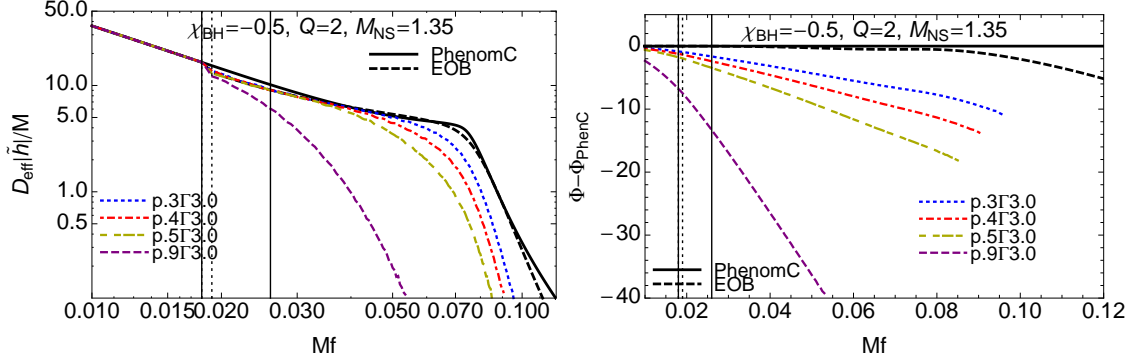 χBH=−0.5, Q=2, MNS=1.35
50.0
10.0
5.0
1.0
0.5
Deff|h̃|/M
PhenomC
EOB
p.3Γ3.0
p.4Γ3.0
p.5Γ3.0
p.9Γ3.0
0.010
0.015
0.020
0.030
0.050
0.070
0.100
Mf
χBH=−0.5, Q=2, MNS=1.35
0
−10
−20
−30
−40
Φ−ΦPhenC
p.3Γ3.0
p.4Γ3.0
p.5Γ3.0
p.9Γ3.0
PhenomC
EOB
0.02
0.04
0.06
0.08
0.10
0.12
Mf